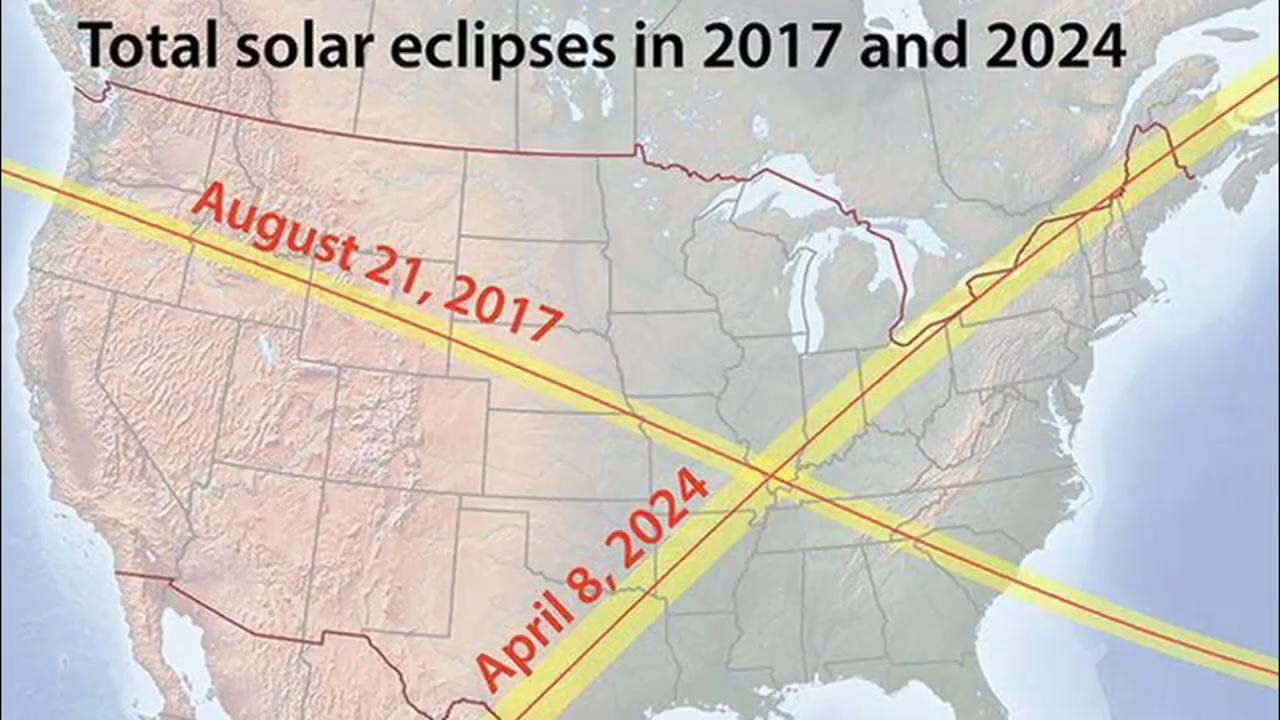 Total solar eclipses in 2017 and 2024
August 21, 2017
April 8, 2024